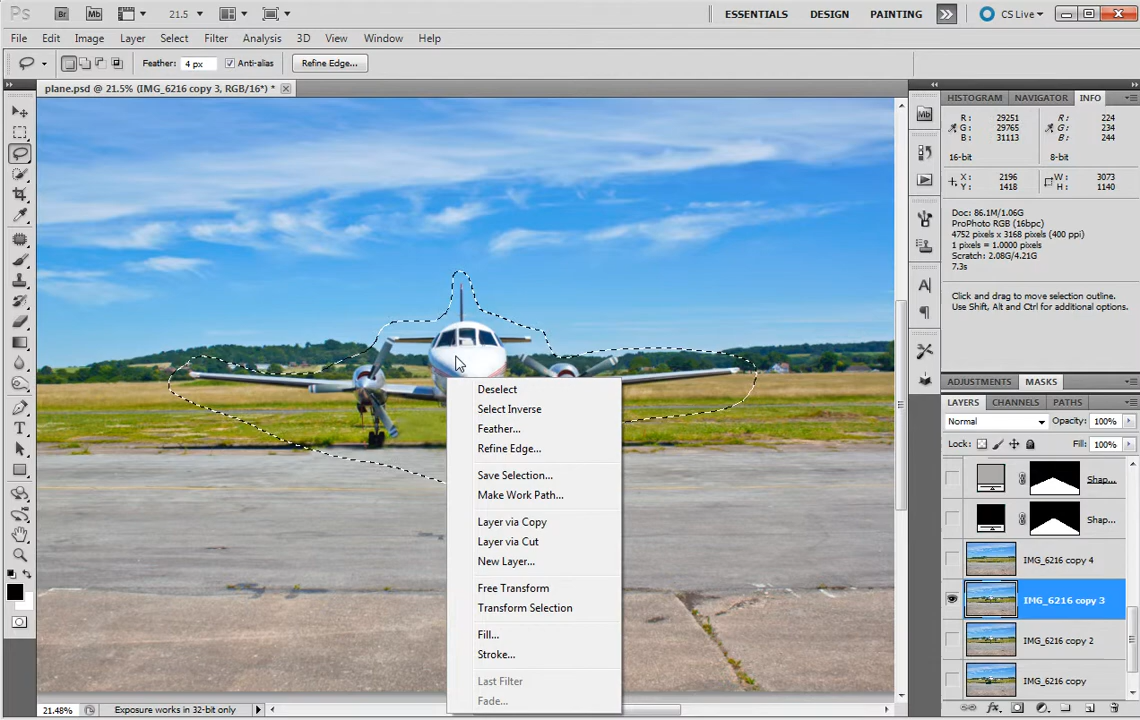 Ps Br Mb 21.5 ESSENTIALS DESIGN PAINTING CS Live
File Edit Image Layer Select Filter Analysis 3D View Window Help
Feather: 4 px Anti-alias Refine Edge...
plane.psd @ 21.5% (IMG_6216 copy 3, RGB/16*) *
HISTOGRAM NAVIGATOR INFO
R: 29251 R: 224
G: 29765 G: 234
B: 31113 B: 244
16-bit 8-bit
X: 2196 W: 3073
Y: 1418 H: 1140
Doc: 86.1M/1.06G
ProPhoto RGB (16bpc)
4752 pixels x 3168 pixels (400 ppi)
1 pixels = 1.0000 pixels
Scratch: 2.08G/4.21G
7.3s
Click and drag to move selection outline.
Use Shift, Alt and Ctrl for additional options.
Mb
ADJUSTMENTS MASKS
LAYERS CHANNELS PATHS
Normal Opacity: 100%
Lock: Fill: 100%
Shap...
Shap...
IMG_6216 copy 4
IMG_6216 copy 3
IMG_6216 copy 2
IMG_6216 copy
Deselect
Select Inverse
Feather...
Refine Edge...
Save Selection...
Make Work Path...
Layer via Copy
Layer via Cut
New Layer...
Free Transform
Transform Selection
Fill...
Stroke...
Last Filter
Fade...
21.48% Exposure works in 32-bit only